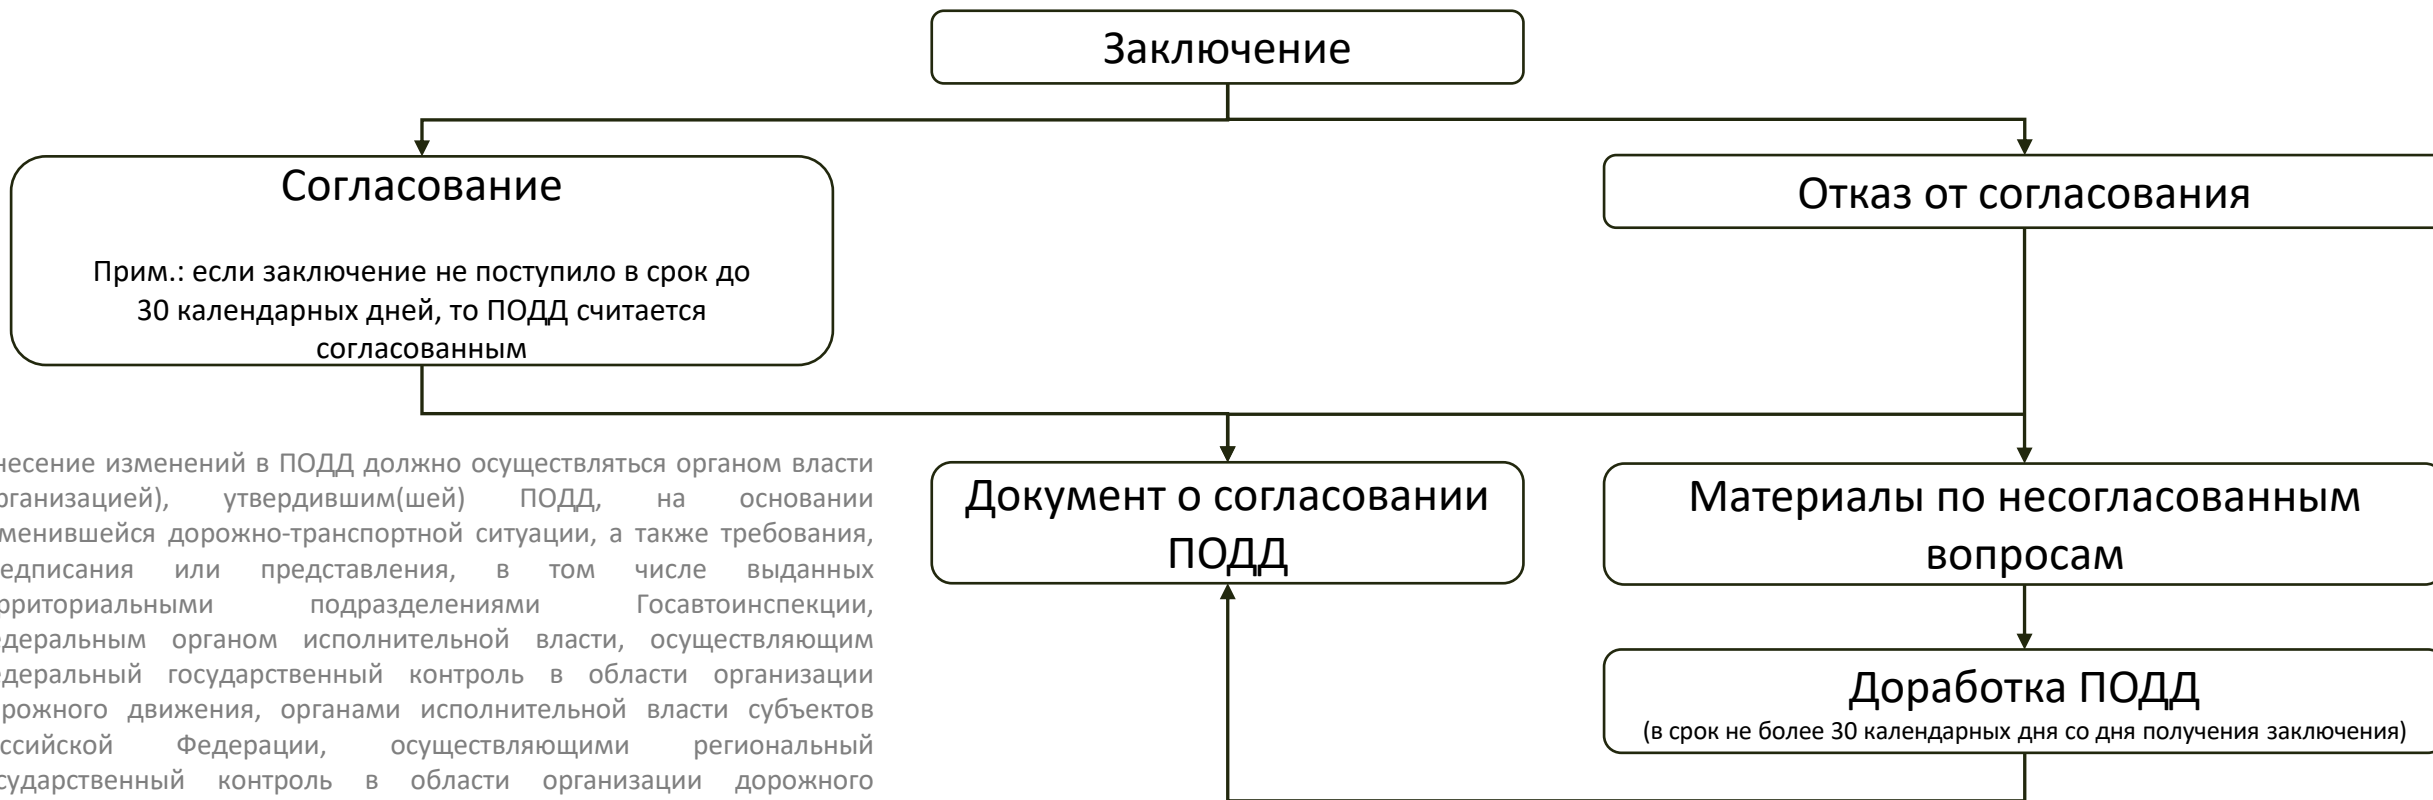 Заключение
Согласование
Прим.: если заключение не поступило в срок до
30 календарных дней, то ПОДД считается
согласованным
Отказ от согласования
несение изменений в ПОДД должно осуществляться органом власти
рганизацией), утвердившим(шей) ПОДД, на основании
менившейся дорожно-транспортной ситуации, а также требования,
едписания или представления, в том числе выданных
рриториальными подразделениями Госавтоинспекции,
едеральным органом исполнительной власти, осуществляющим
едеральный государственный контроль в области организации
рожного движения, органами исполнительной власти субъектов
ссийской Федерации, осуществляющими региональный
сударственный контроль в области организации дорожного
Документ о согласовании
ПОДД
Материалы по несогласованным
вопросам
Доработка ПОДД
(в срок не более 30 календарных дня со дня получения заключения)